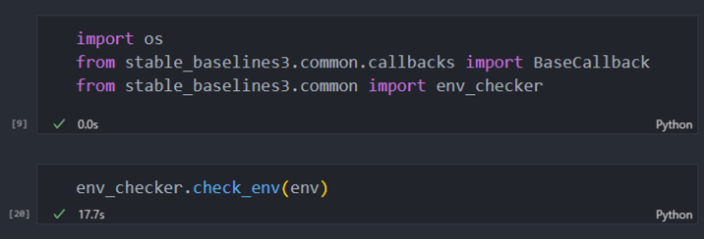 import os
from stable_baselines3.common.callbacks import BaseCallback
from stable_baselines3.common import env_checker
[9] ✓ 0.0s Python
env_checker.check_env(env)
[20] ✓ 17.7s Python